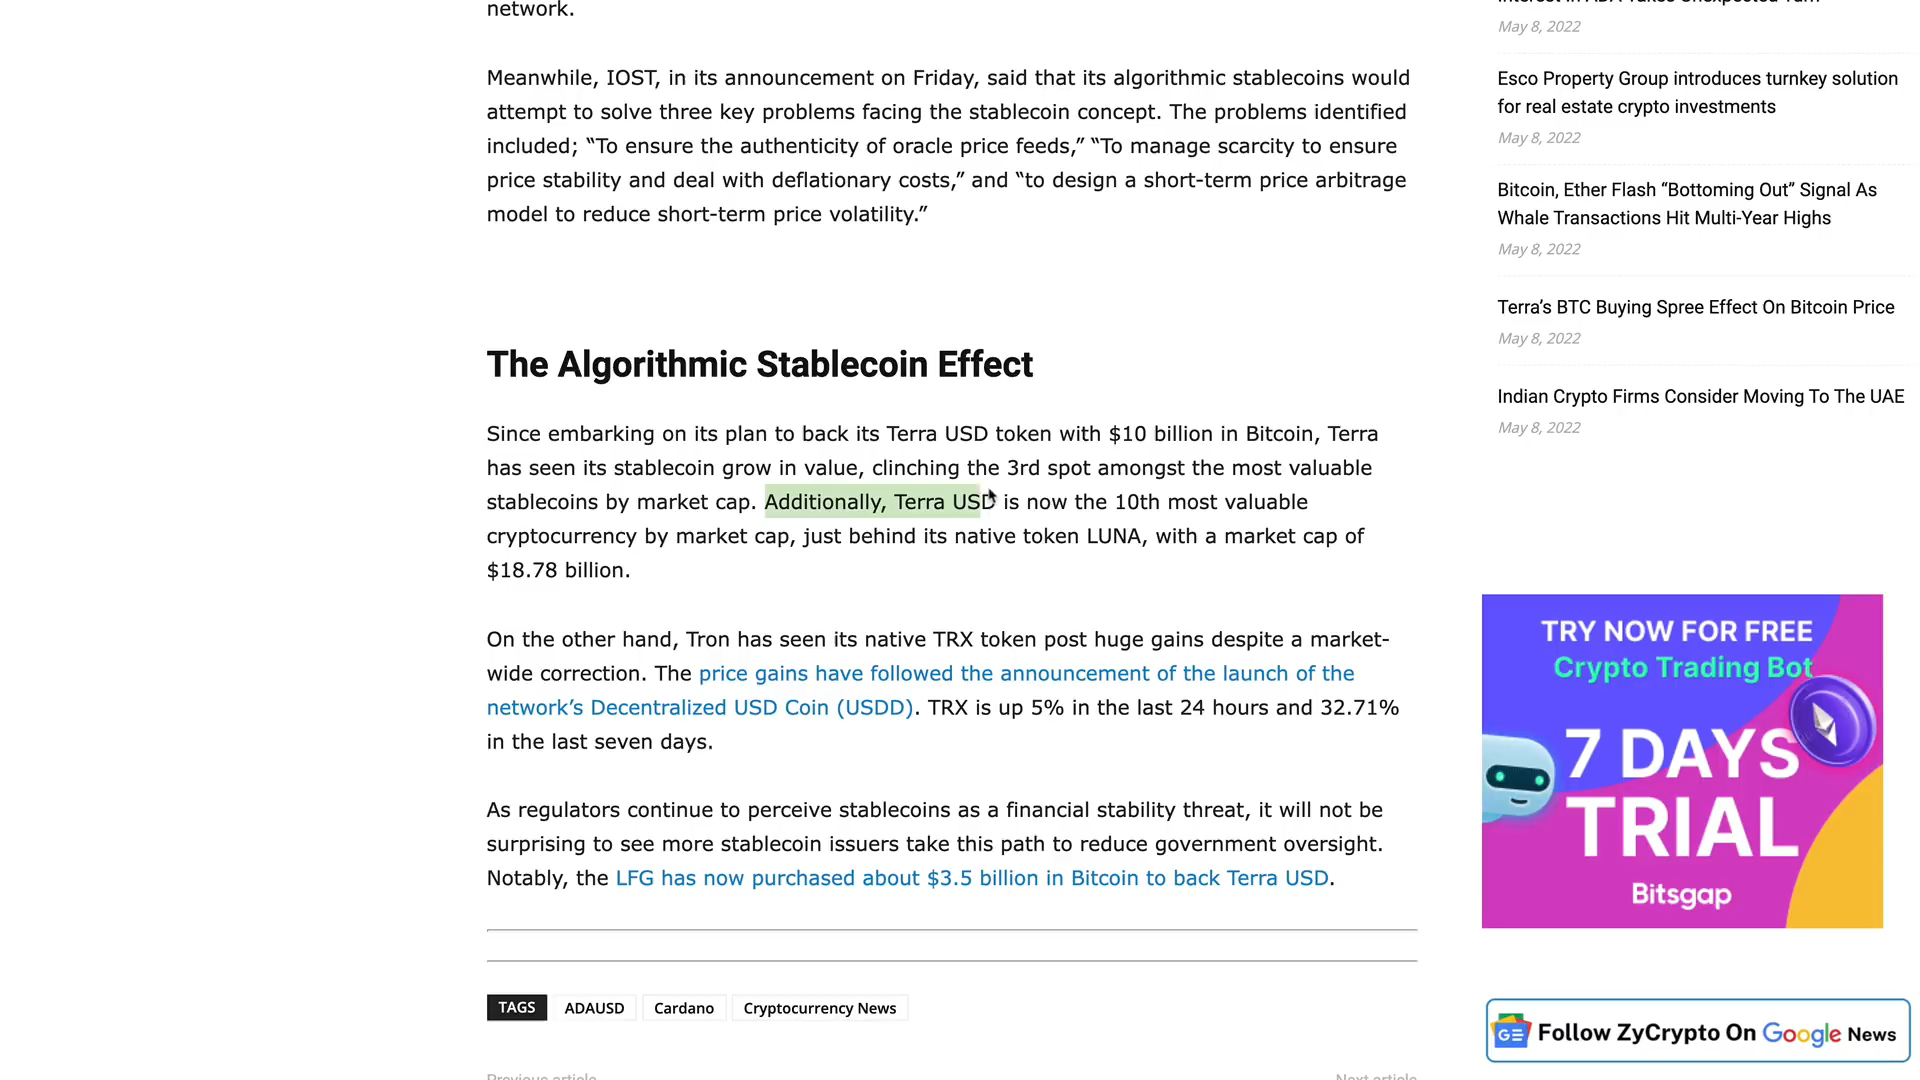 network.
Meanwhile, IOST, in its announcement on Friday, said that its algorithmic stablecoins would
attempt to solve three key problems facing the stablecoin concept. The problems identified
included; “To ensure the authenticity of oracle price feeds,” “To manage scarcity to ensure
price stability and deal with deflationary costs,” and “to design a short-term price arbitrage
model to reduce short-term price volatility.”
The Algorithmic Stablecoin Effect
Since embarking on its plan to back its Terra USD token with $10 billion in Bitcoin, Terra
has seen its stablecoin grow in value, clinching the 3rd spot amongst the most valuable
stablecoins by market cap. Additionally, Terra USD is now the 10th most valuable
cryptocurrency by market cap, just behind its native token LUNA, with a market cap of
$18.78 billion.
On the other hand, Tron has seen its native TRX token post huge gains despite a market-
wide correction. The price gains have followed the announcement of the launch of the
network’s Decentralized USD Coin (USDD). TRX is up 5% in the last 24 hours and 32.71%
in the last seven days.
As regulators continue to perceive stablecoins as a financial stability threat, it will not be
surprising to see more stablecoin issuers take this path to reduce government oversight.
Notably, the LFG has now purchased about $3.5 billion in Bitcoin to back Terra USD.
TAGS ADAUSD Cardano Cryptocurrency News
Previous article Next article
Interest in ADA Takes Unexpected Turn
May 8, 2022
Esco Property Group introduces turnkey solution
for real estate crypto investments
May 8, 2022
Bitcoin, Ether Flash “Bottoming Out” Signal As
Whale Transactions Hit Multi-Year Highs
May 8, 2022
Terra’s BTC Buying Spree Effect On Bitcoin Price
May 8, 2022
Indian Crypto Firms Consider Moving To The UAE
May 8, 2022
TRY NOW FOR FREE
Crypto Trading Bot
7 DAYS
TRIAL
Bitsgap
GE Follow ZyCrypto On Google News